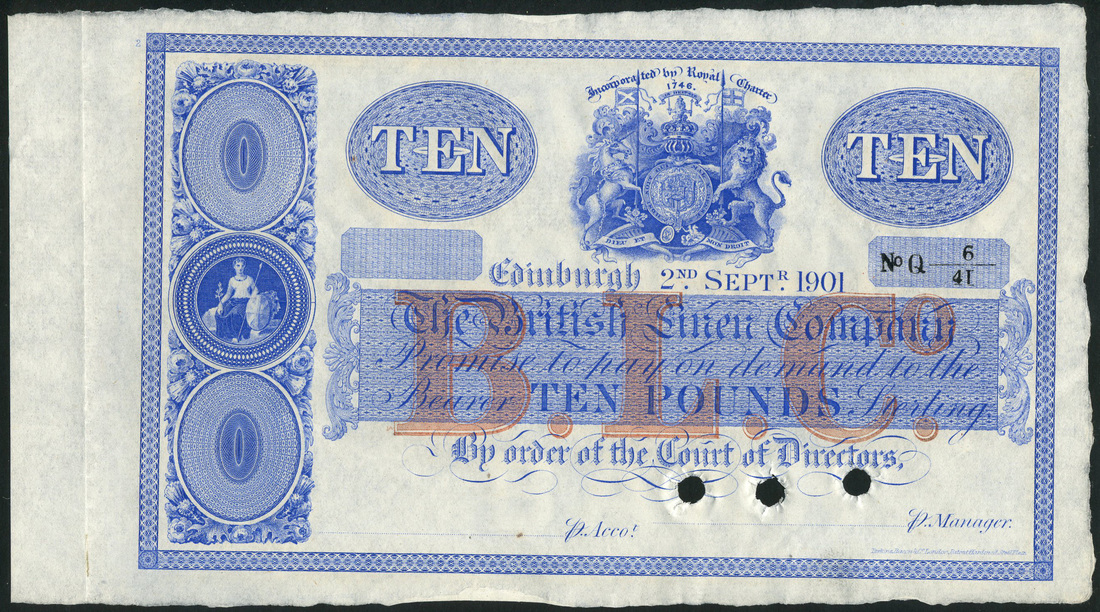 Incorporated by Royal Charter
1746.
TEN
TEN
DIEU ET MON DROIT
No Q 6/41
Edinburgh 2ND SEPTR. 1901
B.L.Co.
The British Linen Company
Promise to pay on demand to the
Bearer TEN POUNDS Sterling
By order of the Court of Directors,
P. Accot.
P. Manager.